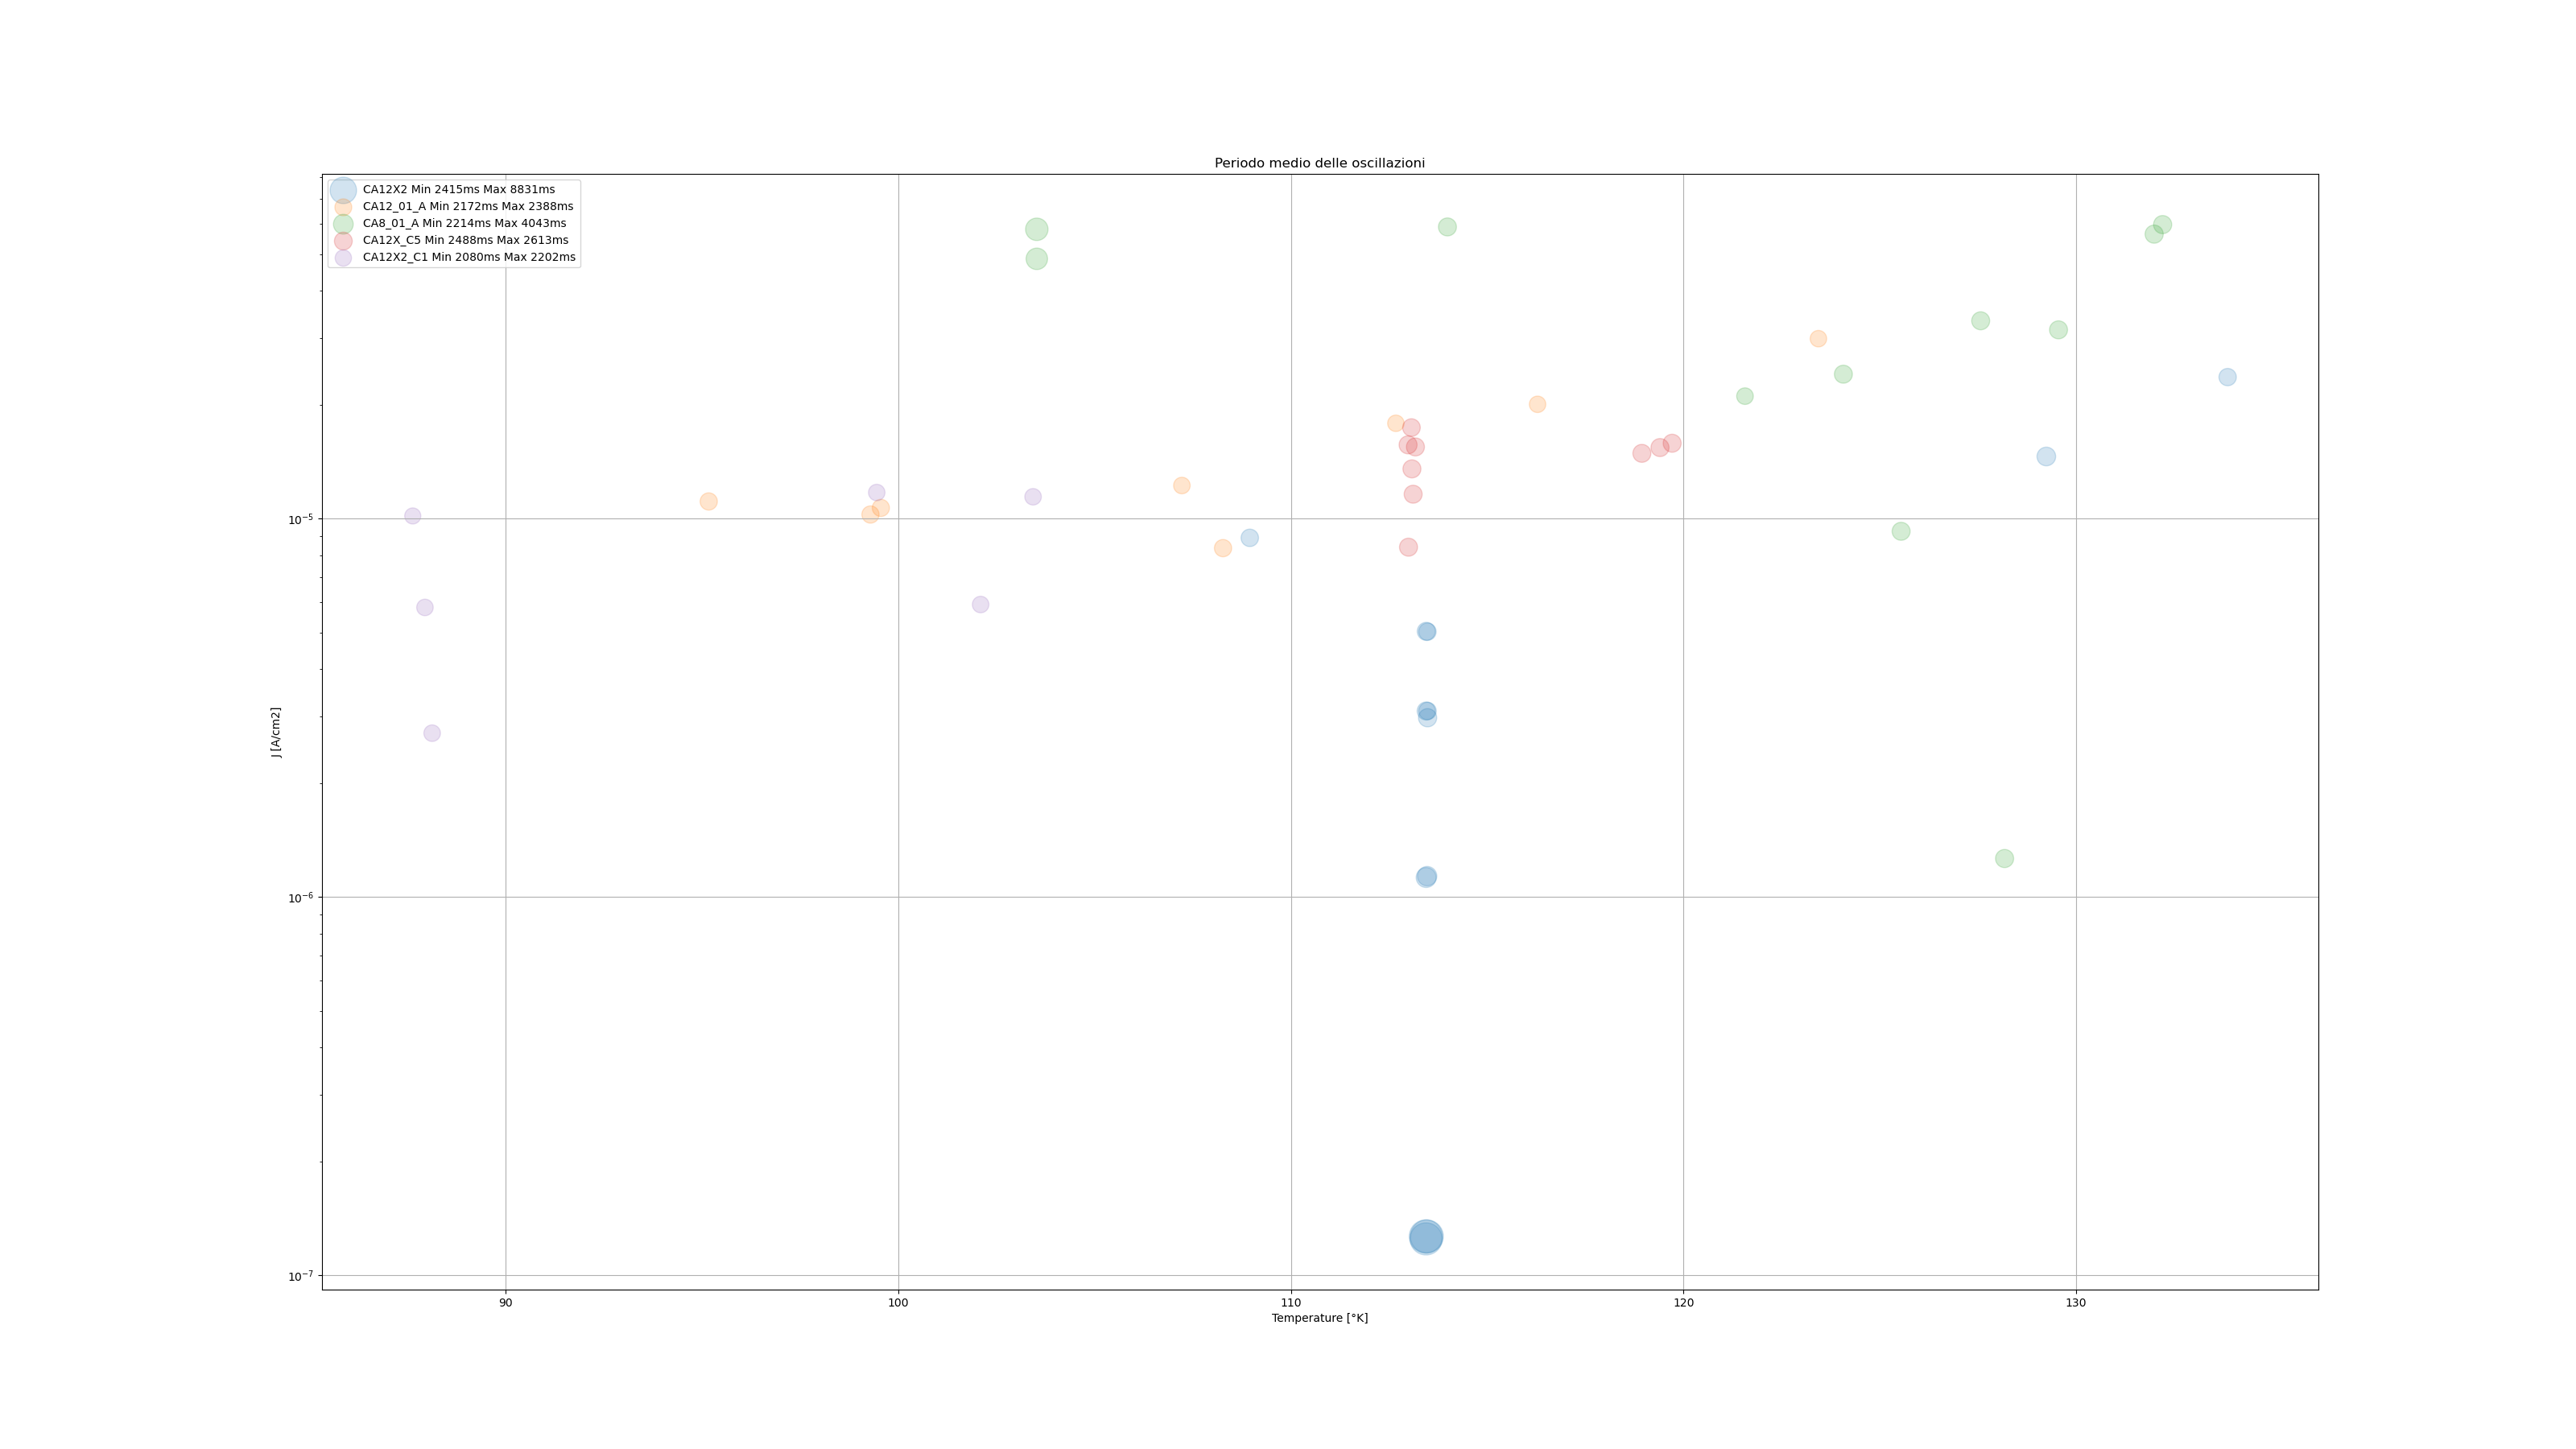 Periodo medio delle oscillazioni
CA12X2 Min 2415ms Max 8831ms
CA12_01_A Min 2172ms Max 2388ms
CA8_01_A Min 2214ms Max 4043ms
CA12X_C5 Min 2488ms Max 2613ms
CA12X2_C1 Min 2080ms Max 2202ms
J [A/cm2]
10⁻⁵
10⁻⁶
10⁻⁷
90 100 110 120 130
Temperature [°K]